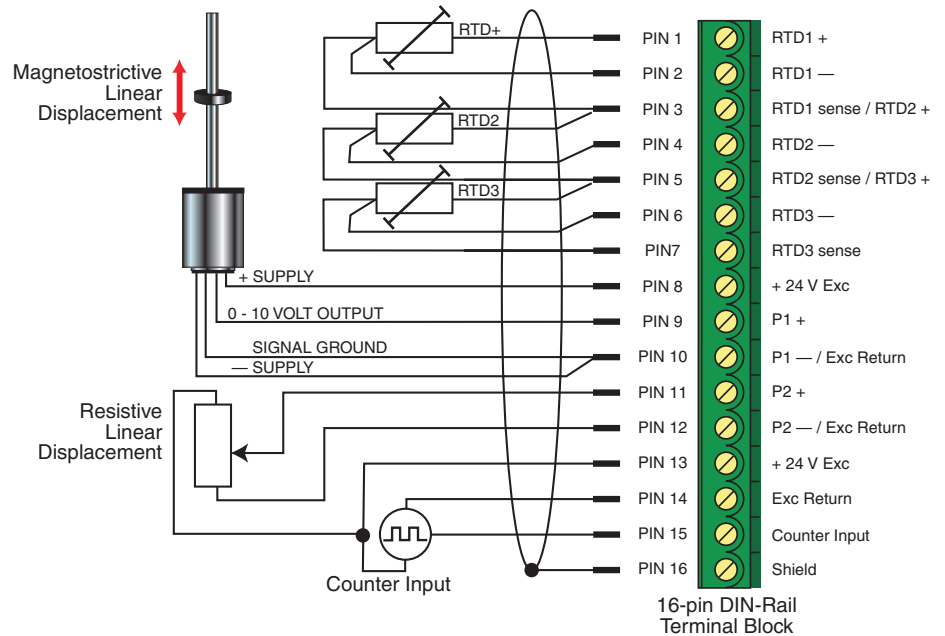 RTD+
PIN 1
RTD1 +
Magnetostrictive
Linear
Displacement
PIN 2
RTD1 —
PIN 3
RTD1 sense / RTD2 +
RTD2
PIN 4
RTD2 —
PIN 5
RTD2 sense / RTD3 +
RTD3
PIN 6
RTD3 —
PIN7
RTD3 sense
+ SUPPLY
PIN 8
+ 24 V Exc
0 - 10 VOLT OUTPUT
PIN 9
P1 +
SIGNAL GROUND
PIN 10
P1 — / Exc Return
— SUPPLY
PIN 11
P2 +
Resistive
Linear
Displacement
PIN 12
P2 — / Exc Return
PIN 13
+ 24 V Exc
PIN 14
Exc Return
PIN 15
Counter Input
PIN 16
Shield
Counter Input
16-pin DIN-Rail
Terminal Block